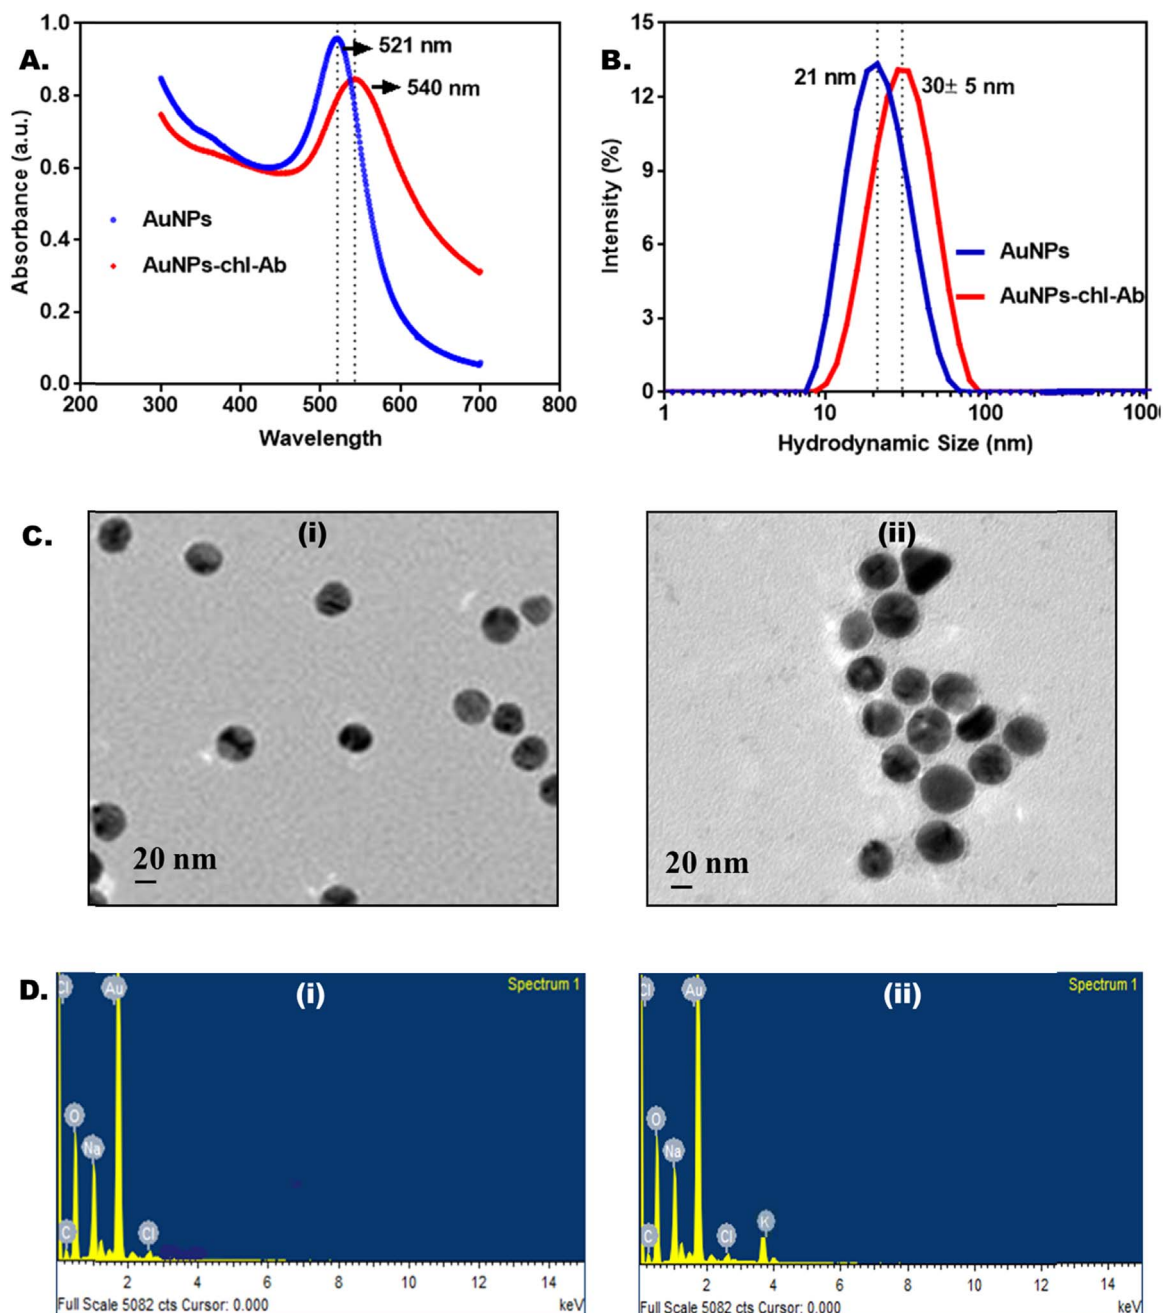 A.
1.0
0.8
0.6
0.4
0.2
0.0
Absorbance (a.u.)
521 nm
540 nm
AuNPs
AuNPs-chl-Ab
200 300 400 500 600 700 800
Wavelength
B.
15
12
9
6
3
0
Intensity (%)
21 nm
30± 5 nm
AuNPs
AuNPs-chl-Ab
1 10 100 1000
Hydrodynamic Size (nm)
C.
(i)
20 nm
(ii)
20 nm
D.
(i)
Spectrum 1
Cl
Au
O
Na
C
Cl
2 4 6 8 10 12 14
Full Scale 5082 cts Cursor: 0.000
keV
(ii)
Spectrum 1
Cl
Au
O
Na
C
Cl
K
2 4 6 8 10 12 14
Full Scale 5082 cts Cursor: 0.000
keV